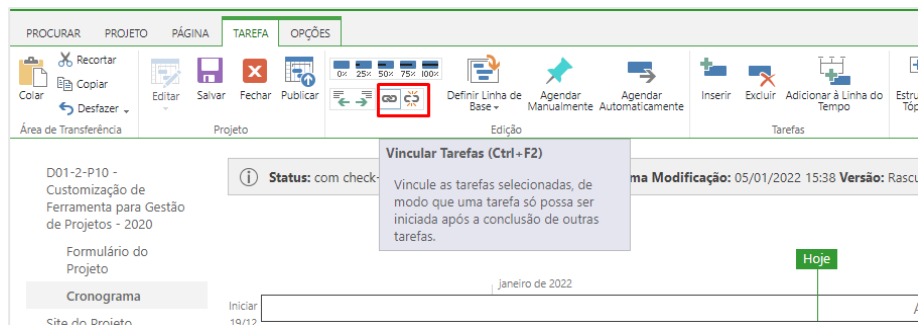 PROCURAR PROJETO PÁGINA TAREFA OPÇÕES
Recortar
Copiar
Desfazer
Colar
Editar Salvar Fechar Publicar
0% 25% 50% 75% 100%
Definir Linha de Base
Agendar Manualmente
Agendar Automaticamente
Inserir Excluir
Adicionar à Linha do Tempo
Área de Transferência Projeto Edição Tarefas
Vincular Tarefas (Ctrl+F2)
Vincule as tarefas selecionadas, de
modo que uma tarefa só possa ser
iniciada após a conclusão de outras
tarefas.
Status: com check- ma Modificação: 05/01/2022 15:38 Versão: Rascu
D01-2-P10 -
Customização de
Ferramenta para Gestão
de Projetos - 2020
Formulário do
Projeto
Cronograma
Site do Projeto
Hoje
janeiro de 2022
Iniciar
19/12